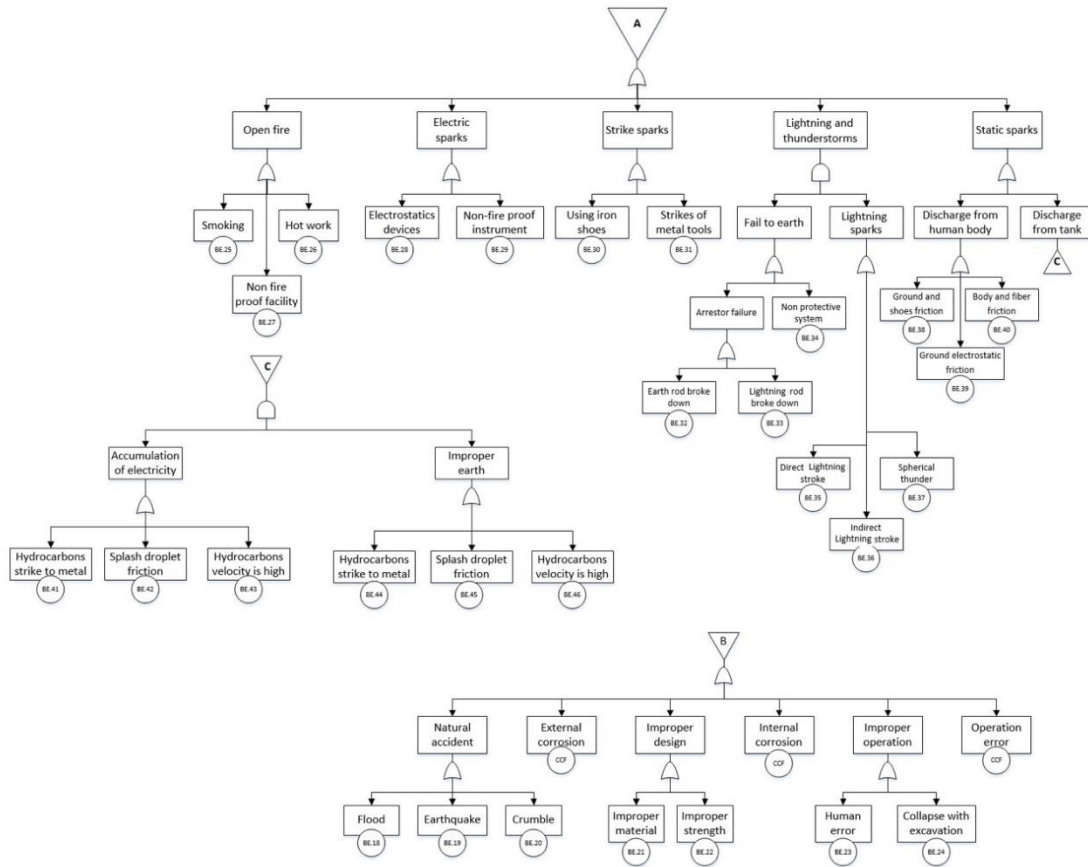 A
Open fire
Electric
sparks
Strike sparks
Lightning and
thunderstorms
Static sparks
Smoking
BE.25
Hot work
BE.26
Non fire
proof facility
BE.27
Electrostatics
devices
BE.28
Non-fire proof
instrument
BE.29
Using iron
shoes
BE.30
Strikes of
metal tools
BE.31
Fail to earth
Lightning
sparks
Discharge from
human body
Discharge
from tank
C
Arrestor failure
Non protective
system
BE.34
Ground and
shoes friction
BE.38
Body and fiber
friction
BE.40
Ground electrostatic
friction
BE.39
Earth rod broke
down
BE.32
Lightning rod
broke down
BE.33
Direct Lightning
stroke
BE.35
Spherical
thunder
BE.37
Indirect
Lightning stroke
BE.36
C
Accumulation
of electricity
Improper
earth
Hydrocarbons
strike to metal
BE.41
Splash droplet
friction
BE.42
Hydrocarbons
velocity is high
BE.43
Hydrocarbons
strike to metal
BE.44
Splash droplet
friction
BE.45
Hydrocarbons
velocity is high
BE.46
B
Natural
accident
External
corrosion
CCF
Improper
design
Internal
corrosion
CCF
Improper
operation
Operation
error
CCF
Flood
BE.18
Earthquake
BE.19
Crumble
BE.20
Improper
material
BE.21
Improper
strength
BE.22
Human
error
BE.23
Collapse with
excavation
BE.24